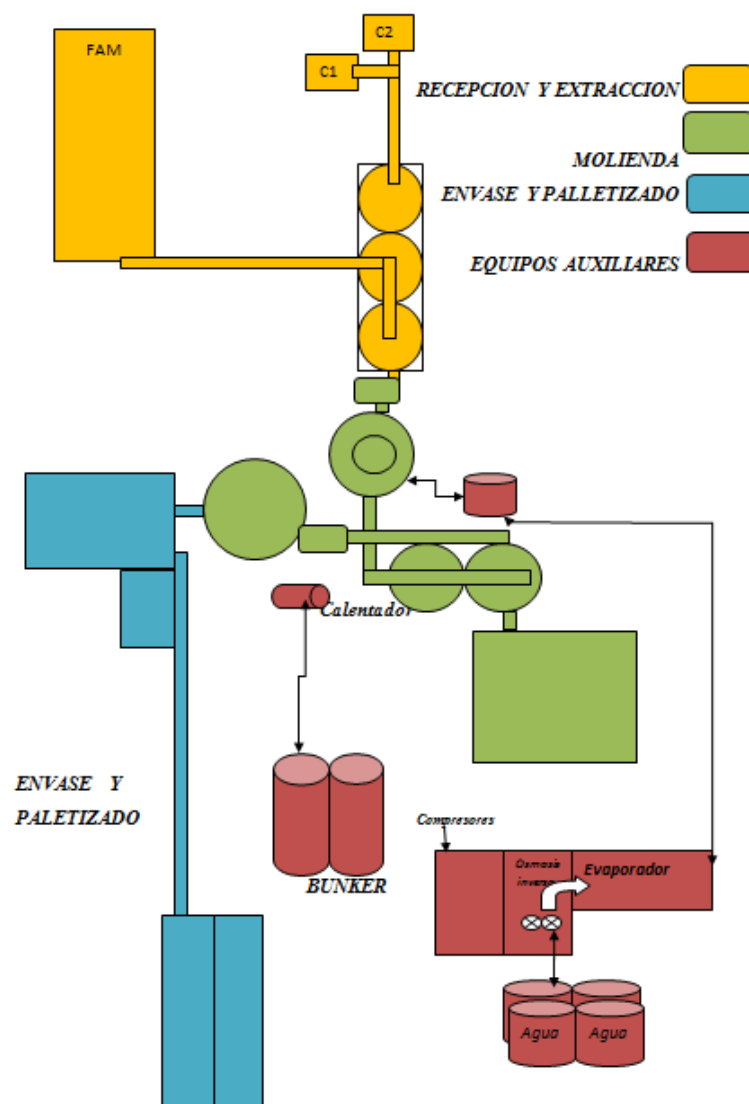 C2
FAM
C1
RECEPCION Y EXTRACCION
MOLIENDA
ENVASE Y PALLETIZADO
EQUIPOS AUXILIARES
Calentador
ENVASE Y
PALETIZADO
BUNKER
Compresores
Osmosis
inversa
Evaporador
Agua Agua